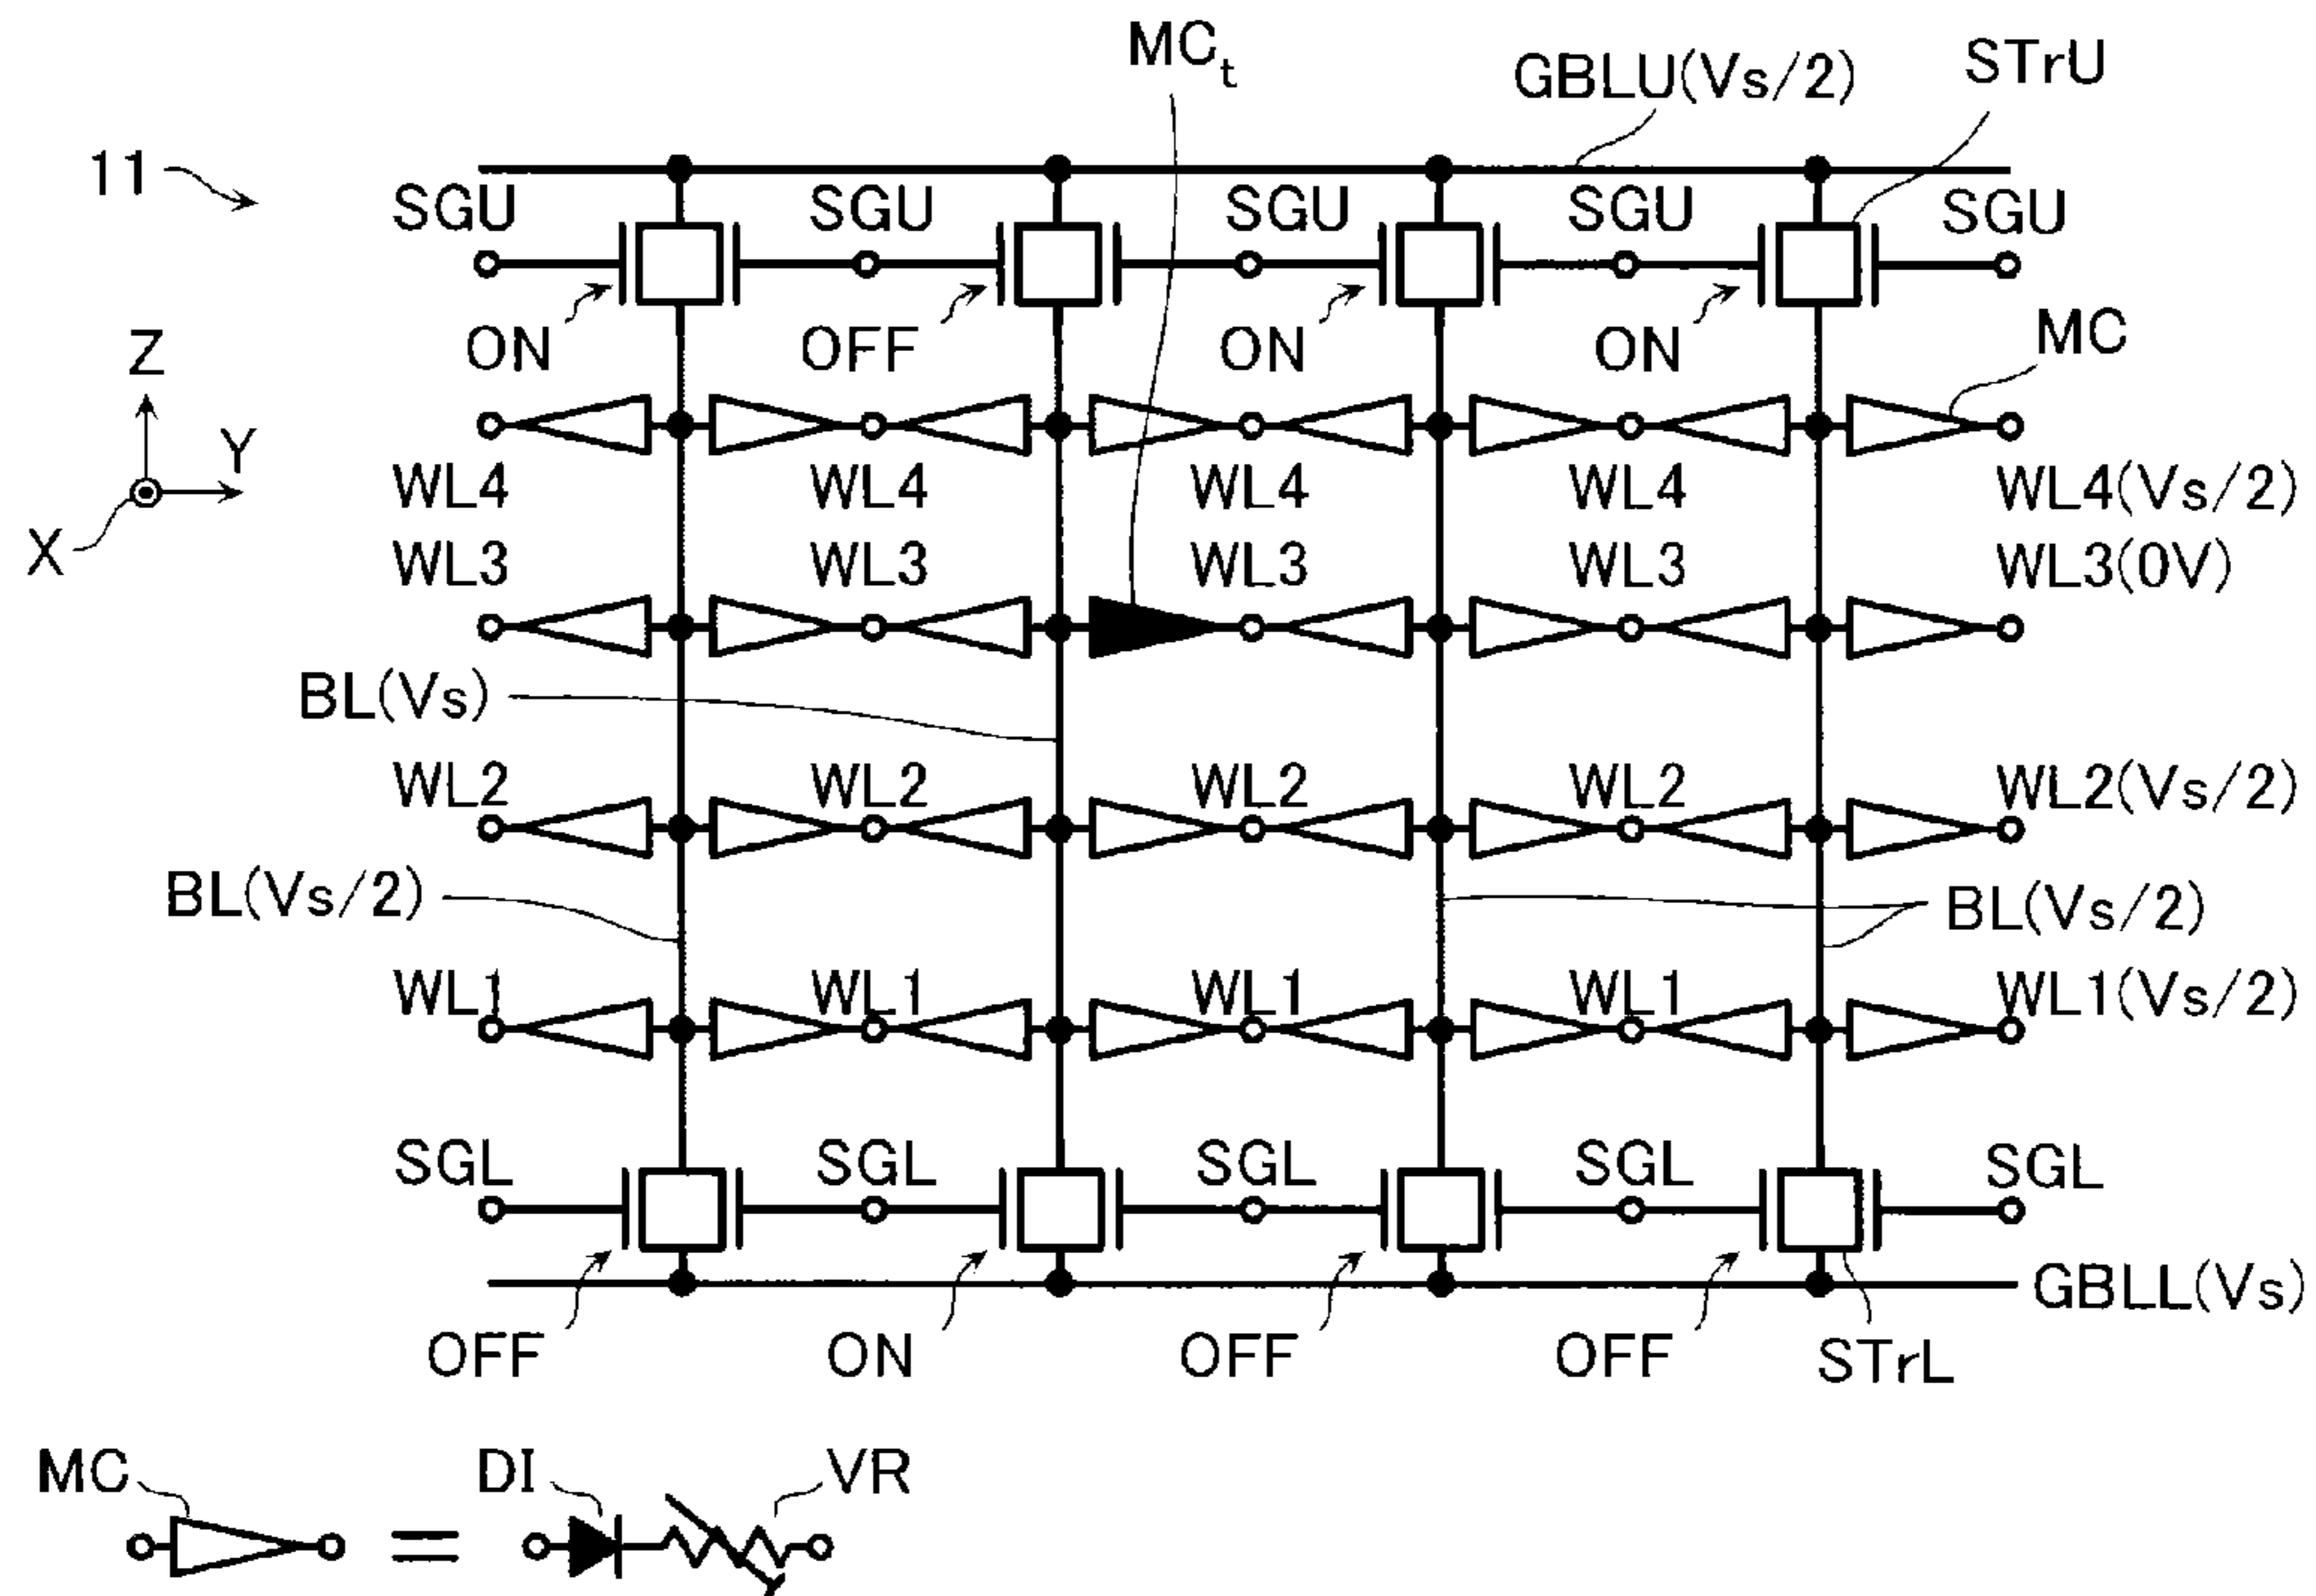 MCt
GBLU(Vs/2)
STrU
11
SGU SGU SGU SGU SGU
ON OFF ON ON
MC
Z
Y
X
WL4 WL4 WL4 WL4 WL4(Vs/2)
WL3 WL3 WL3 WL3 WL3(0V)
BL(Vs)
WL2 WL2 WL2 WL2 WL2(Vs/2)
BL(Vs/2) BL(Vs/2)
WL1 WL1 WL1 WL1 WL1(Vs/2)
SGL SGL SGL SGL SGL
GBLL(Vs)
OFF ON OFF OFF STrL
MC = DI VR